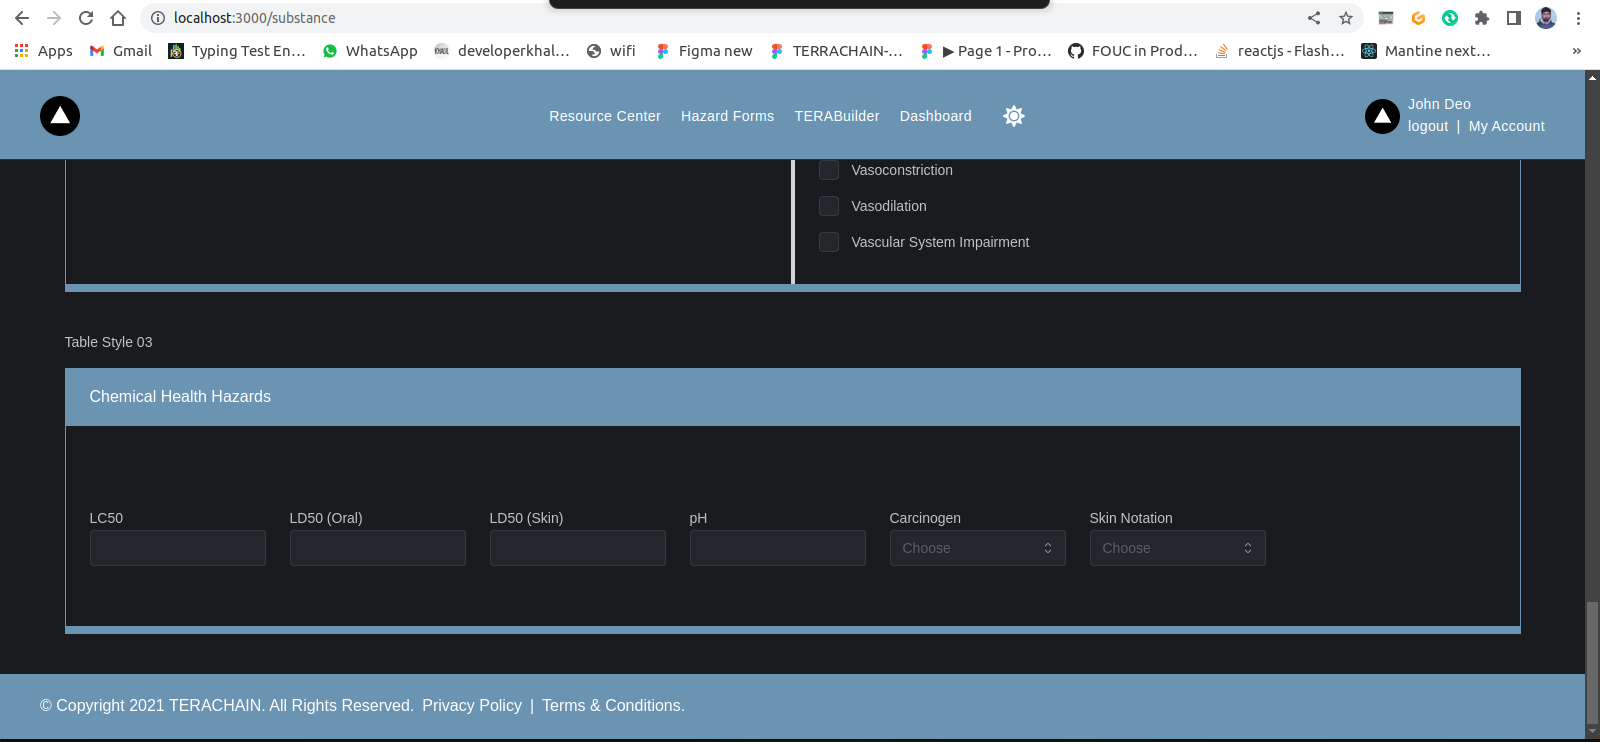 localhost:3000/substance
Apps Gmail Typing Test En... WhatsApp developerkhal... wifi Figma new TERRACHAIN-... ▶ Page 1 - Pro... FOUC in Prod... reactjs - Flash... Mantine next... »
Resource Center Hazard Forms TERABuilder Dashboard
John Deo
logout | My Account
Vasoconstriction
Vasodilation
Vascular System Impairment
Table Style 03
Chemical Health Hazards
LC50 LD50 (Oral) LD50 (Skin) pH Carcinogen Skin Notation
Choose Choose
© Copyright 2021 TERACHAIN. All Rights Reserved. Privacy Policy | Terms & Conditions.